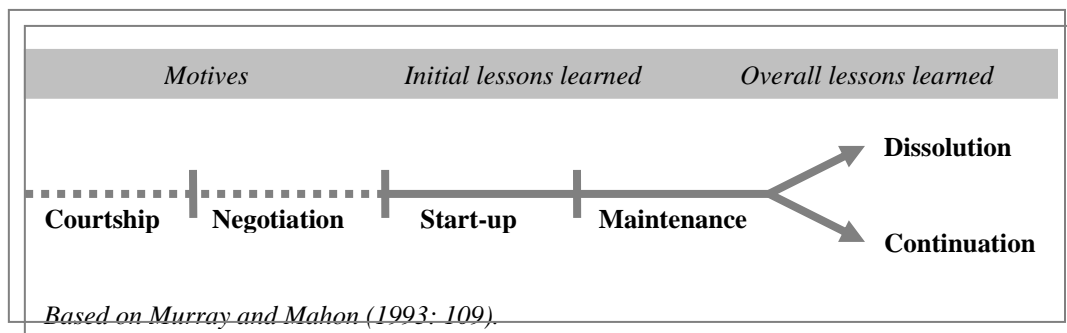 Motives Initial lessons learned Overall lessons learned
Dissolution
Courtship Negotiation Start-up Maintenance
Continuation
Based on Murray and Mahon (1993: 109).